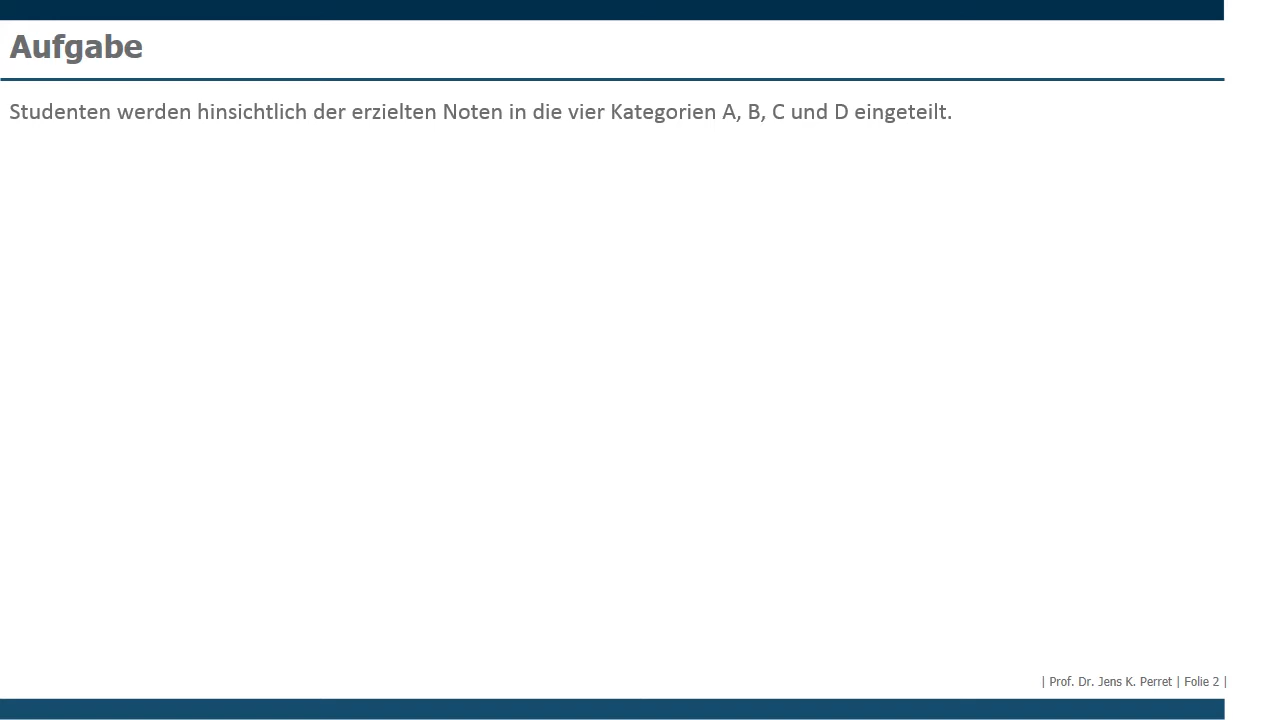 Aufgabe
Studenten werden hinsichtlich der erzielten Noten in die vier Kategorien A, B, C und D eingeteilt.
| Prof. Dr. Jens K. Perret | Folie 2 |